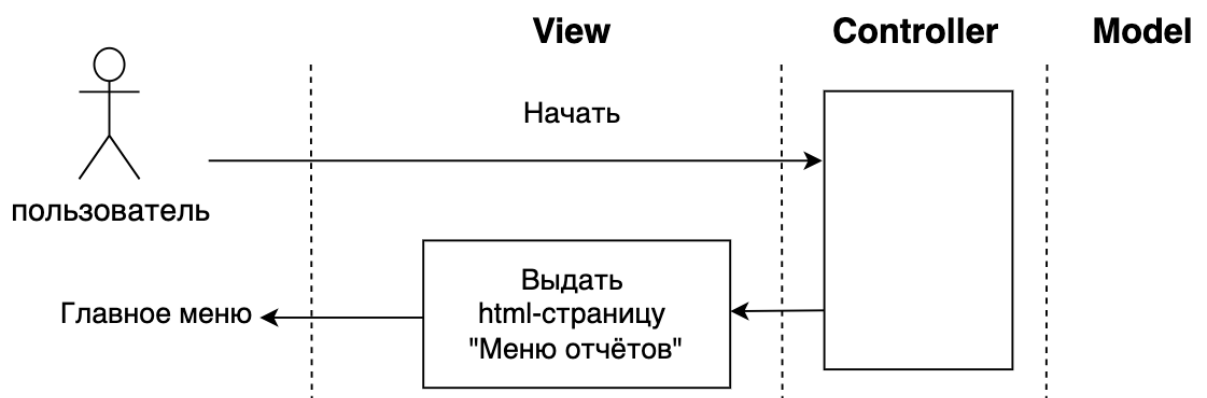 View
Controller
Model
Начать
пользователь
Выдать
html-страницу
"Меню отчётов"
Главное меню